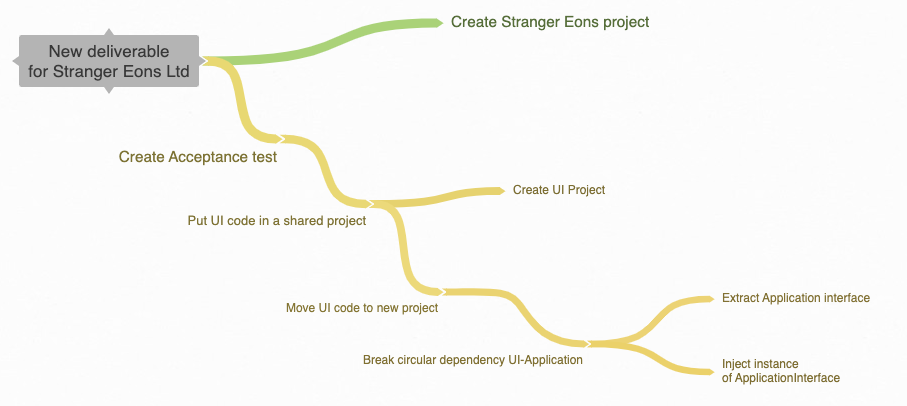 Create Stranger Eons project
New deliverable
for Stranger Eons Ltd
Create Acceptance test
Create UI Project
Put UI code in a shared project
Move UI code to new project
Extract Application interface
Break circular dependency UI-Application
Inject instance
of ApplicationInterface